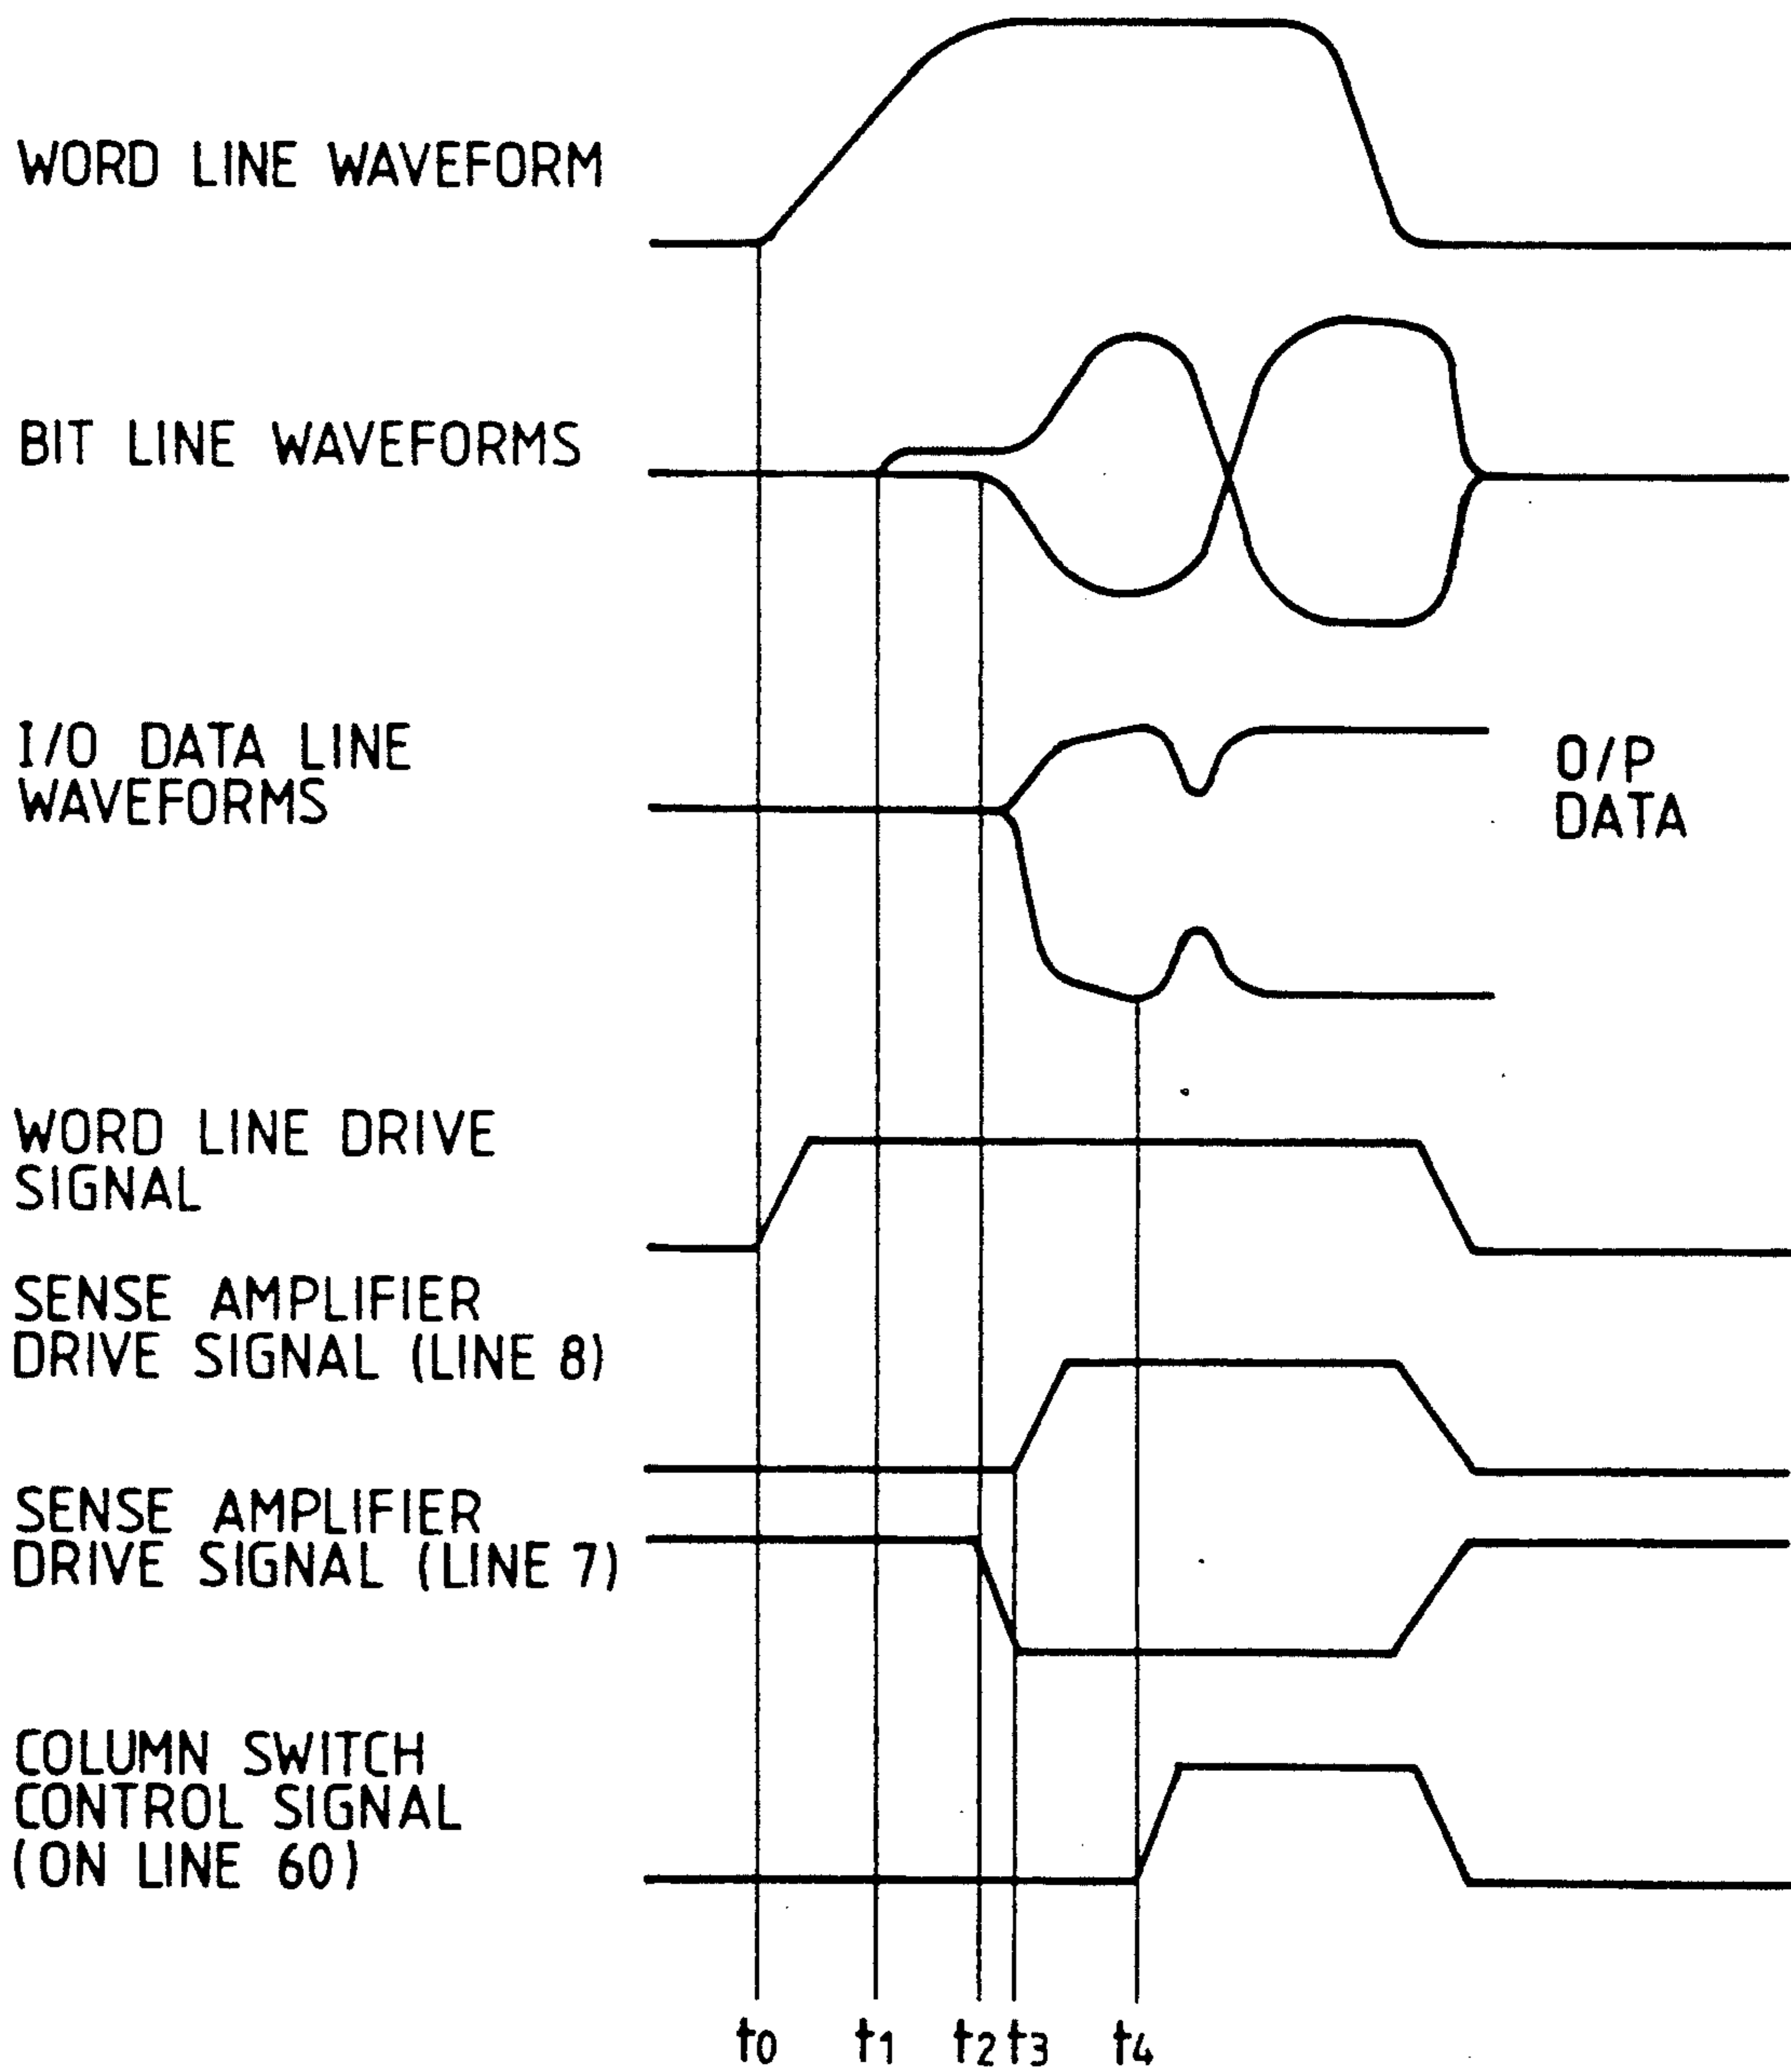 WORD LINE WAVEFORM
BIT LINE WAVEFORMS
I/O DATA LINE
WAVEFORMS
O/P
DATA
WORD LINE DRIVE
SIGNAL
SENSE AMPLIFIER
DRIVE SIGNAL (LINE 8)
SENSE AMPLIFIER
DRIVE SIGNAL (LINE 7)
COLUMN SWITCH
CONTROL SIGNAL
(ON LINE 60)
t0 t1 t2 t3 t4